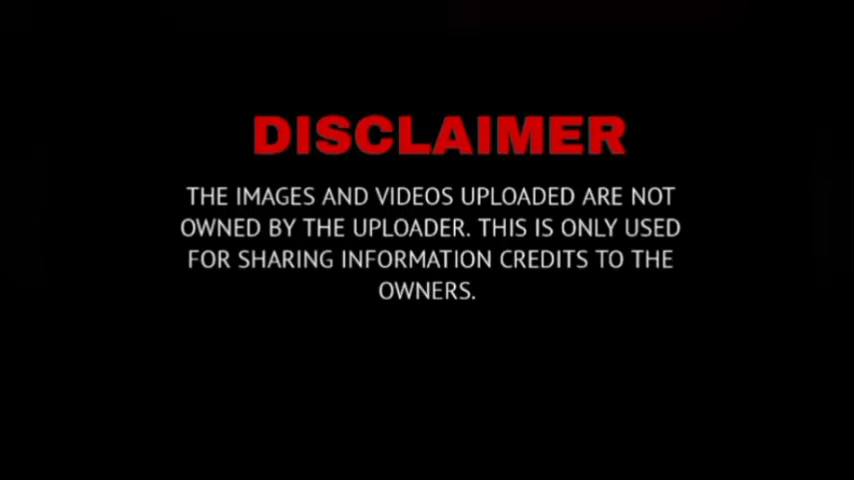 DISCLAIMER
THE IMAGES AND VIDEOS UPLOADED ARE NOT
OWNED BY THE UPLOADER. THIS IS ONLY USED
FOR SHARING INFORMATION CREDITS TO THE
OWNERS.